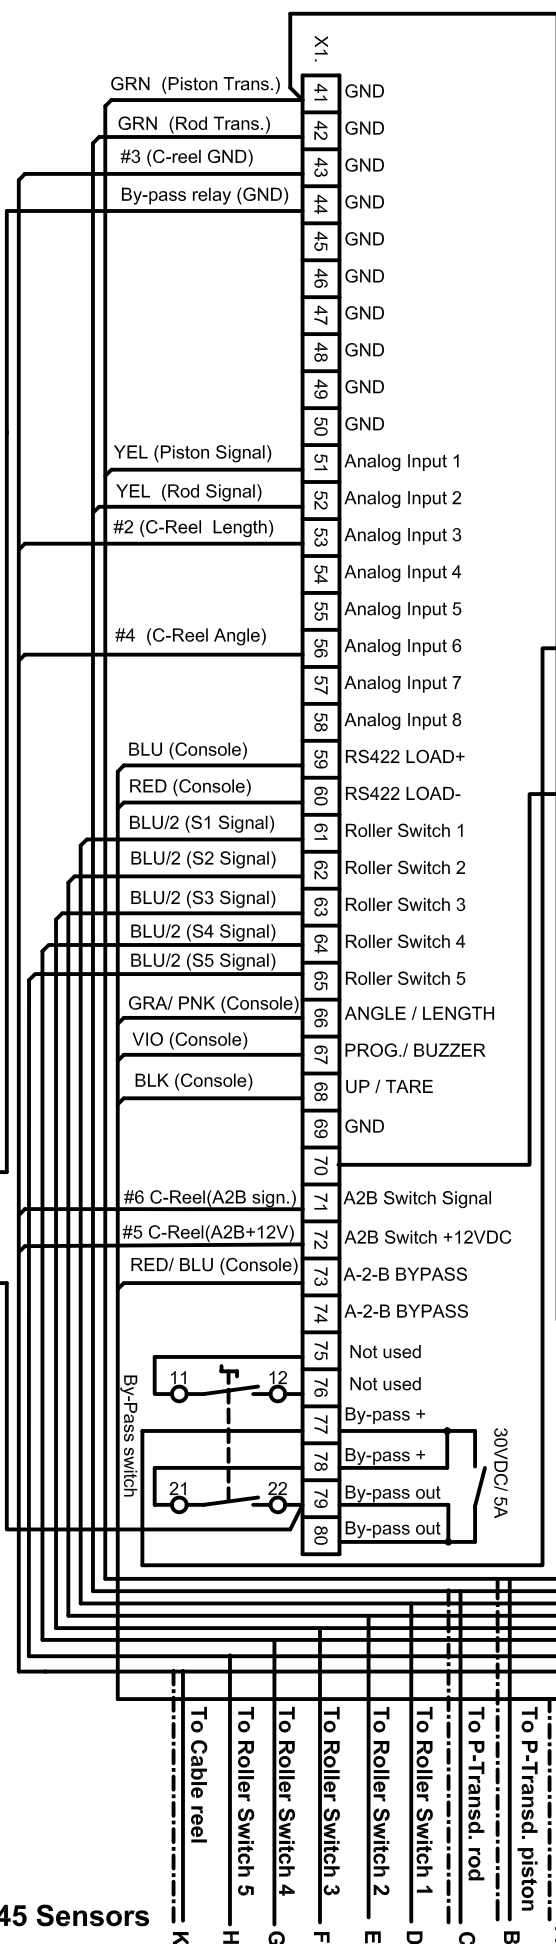 X1.
GRN (Piston Trans.) 41 GND
GRN (Rod Trans.) 42 GND
#3 (C-reel GND) 43 GND
By-pass relay (GND) 44 GND
45 GND
46 GND
47 GND
48 GND
49 GND
50 GND
YEL (Piston Signal) 51 Analog Input 1
YEL (Rod Signal) 52 Analog Input 2
#2 (C-Reel Length) 53 Analog Input 3
54 Analog Input 4
55 Analog Input 5
#4 (C-Reel Angle) 56 Analog Input 6
57 Analog Input 7
58 Analog Input 8
BLU (Console) 59 RS422 LOAD+
RED (Console) 60 RS422 LOAD-
BLU/2 (S1 Signal) 61 Roller Switch 1
BLU/2 (S2 Signal) 62 Roller Switch 2
BLU/2 (S3 Signal) 63 Roller Switch 3
BLU/2 (S4 Signal) 64 Roller Switch 4
BLU/2 (S5 Signal) 65 Roller Switch 5
GRA/ PNK (Console) 66 ANGLE / LENGTH
VIO (Console) 67 PROG./ BUZZER
BLK (Console) 68 UP / TARE
69 GND
70
#6 C-Reel(A2B sign.) 71 A2B Switch Signal
#5 C-Reel(A2B+12V) 72 A2B Switch +12VDC
RED/ BLU (Console) 73 A-2-B BYPASS
74 A-2-B BYPASS
75 Not used
11 12 76 Not used
77 By-pass +
78 By-pass +
21 22 79 By-pass out
80 By-pass out
By-Pass switch
30VDC/ 5A
To Cable reel
To Roller Switch 5
To Roller Switch 4
To Roller Switch 3
To Roller Switch 2
To Roller Switch 1
To P-Transd. rod
To P-Transd. piston
45 Sensors
K
H
G
F
E
D
C
B